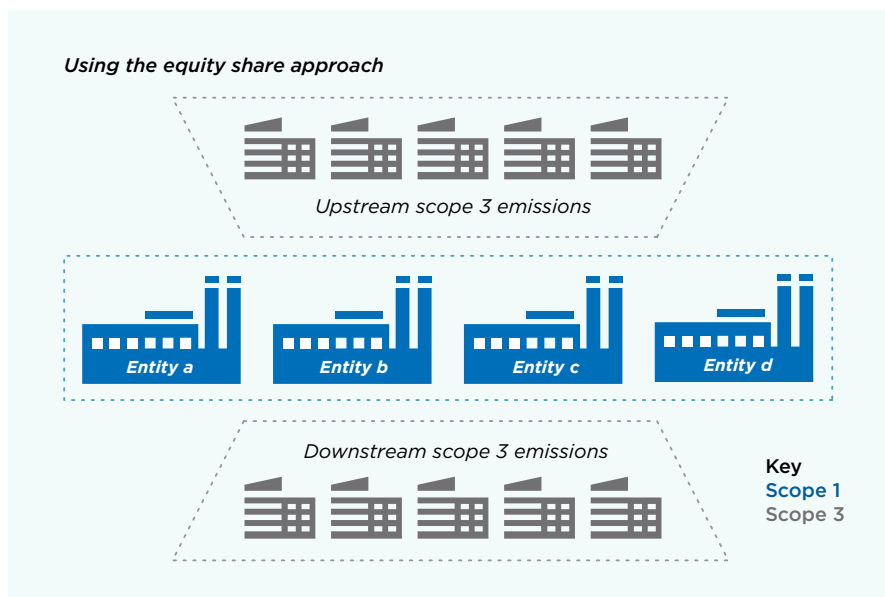 Using the equity share approach
Upstream scope 3 emissions
Entity a
Entity b
Entity c
Entity d
Downstream scope 3 emissions
Key
Scope 1
Scope 3